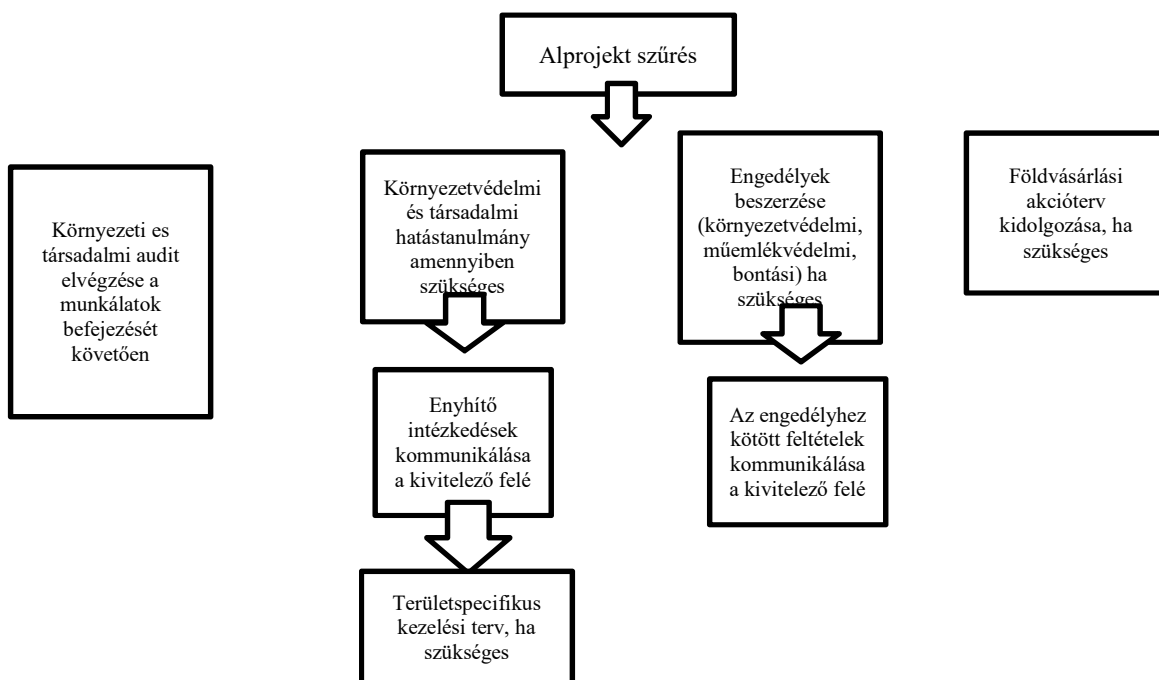 Alprojekt szűrés
Környezeti es
társadalmi audit
elvégzése a
munkálatok
befejezését
követően
Környezetvédelmi
és társadalmi
hatástanulmány
amennyiben
szükséges
Engedélyek
beszerzése
(környezetvédelmi,
műemlékvédelmi,
bontási) ha
szükséges
Földvásárlási
akcióterv
kidolgozása, ha
szükséges
Enyhítő
intézkedések
kommunikálása
a kivitelező felé
Az engedélyhez
kötött feltételek
kommunikálása
a kivitelező felé
Területspecifikus
kezelési terv, ha
szükséges